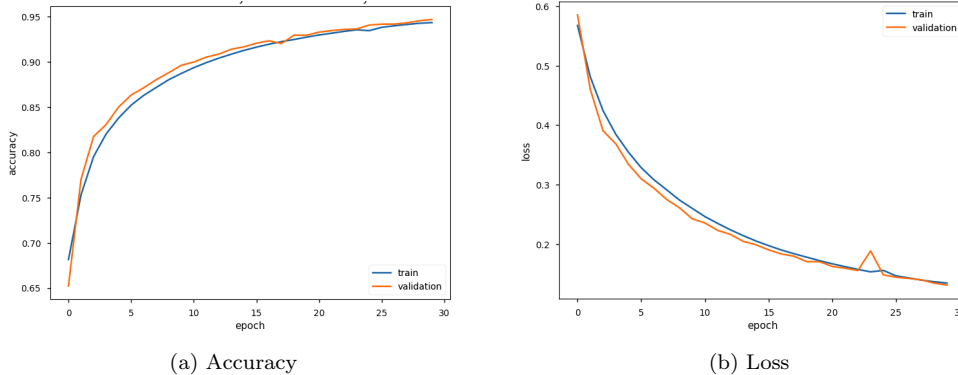 0.95
0.90
0.85
0.80
0.75
0.70
0.65
accuracy
0 5 10 15 20 25 30
epoch
train
validation
(a) Accuracy
0.6
0.5
0.4
0.3
0.2
loss
0 5 10 15 20 25
epoch
train
validation
(b) Loss